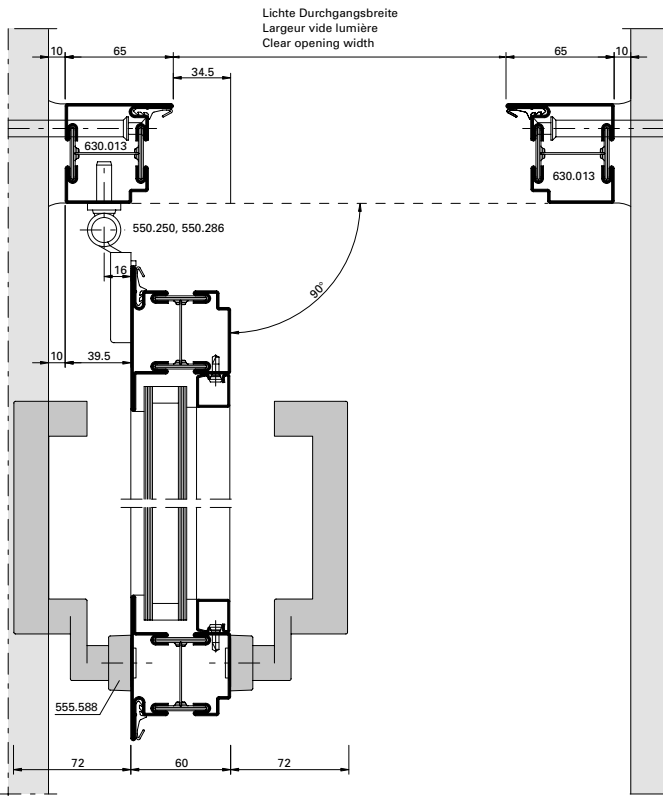 Lichte Durchgangsbreite
Largeur vide lumière
Clear opening width
10 65 65 10
34.5
630.013
630.013
550.250, 550.286
16
90°
10 39.5
555.588
72 60 72